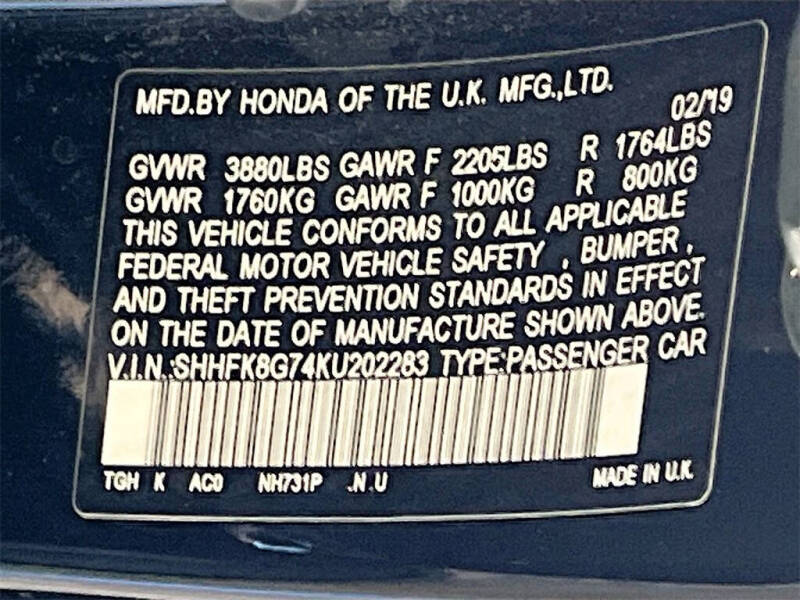 MFD.BY HONDA OF THE U.K. MFG.,LTD.
02/19
GVWR 3880LBS GAWR F 2205LBS R 1764LBS
GVWR 1760KG GAWR F 1000KG R 800KG
THIS VEHICLE CONFORMS TO ALL APPLICABLE
FEDERAL MOTOR VEHICLE SAFETY , BUMPER ,
AND THEFT PREVENTION STANDARDS IN EFFECT
ON THE DATE OF MANUFACTURE SHOWN ABOVE.
V.I.N.:SHHFK8G74KU202283 TYPE:PASSENGER CAR
TGH K AC0 NH731P .N.U MADE IN U.K.